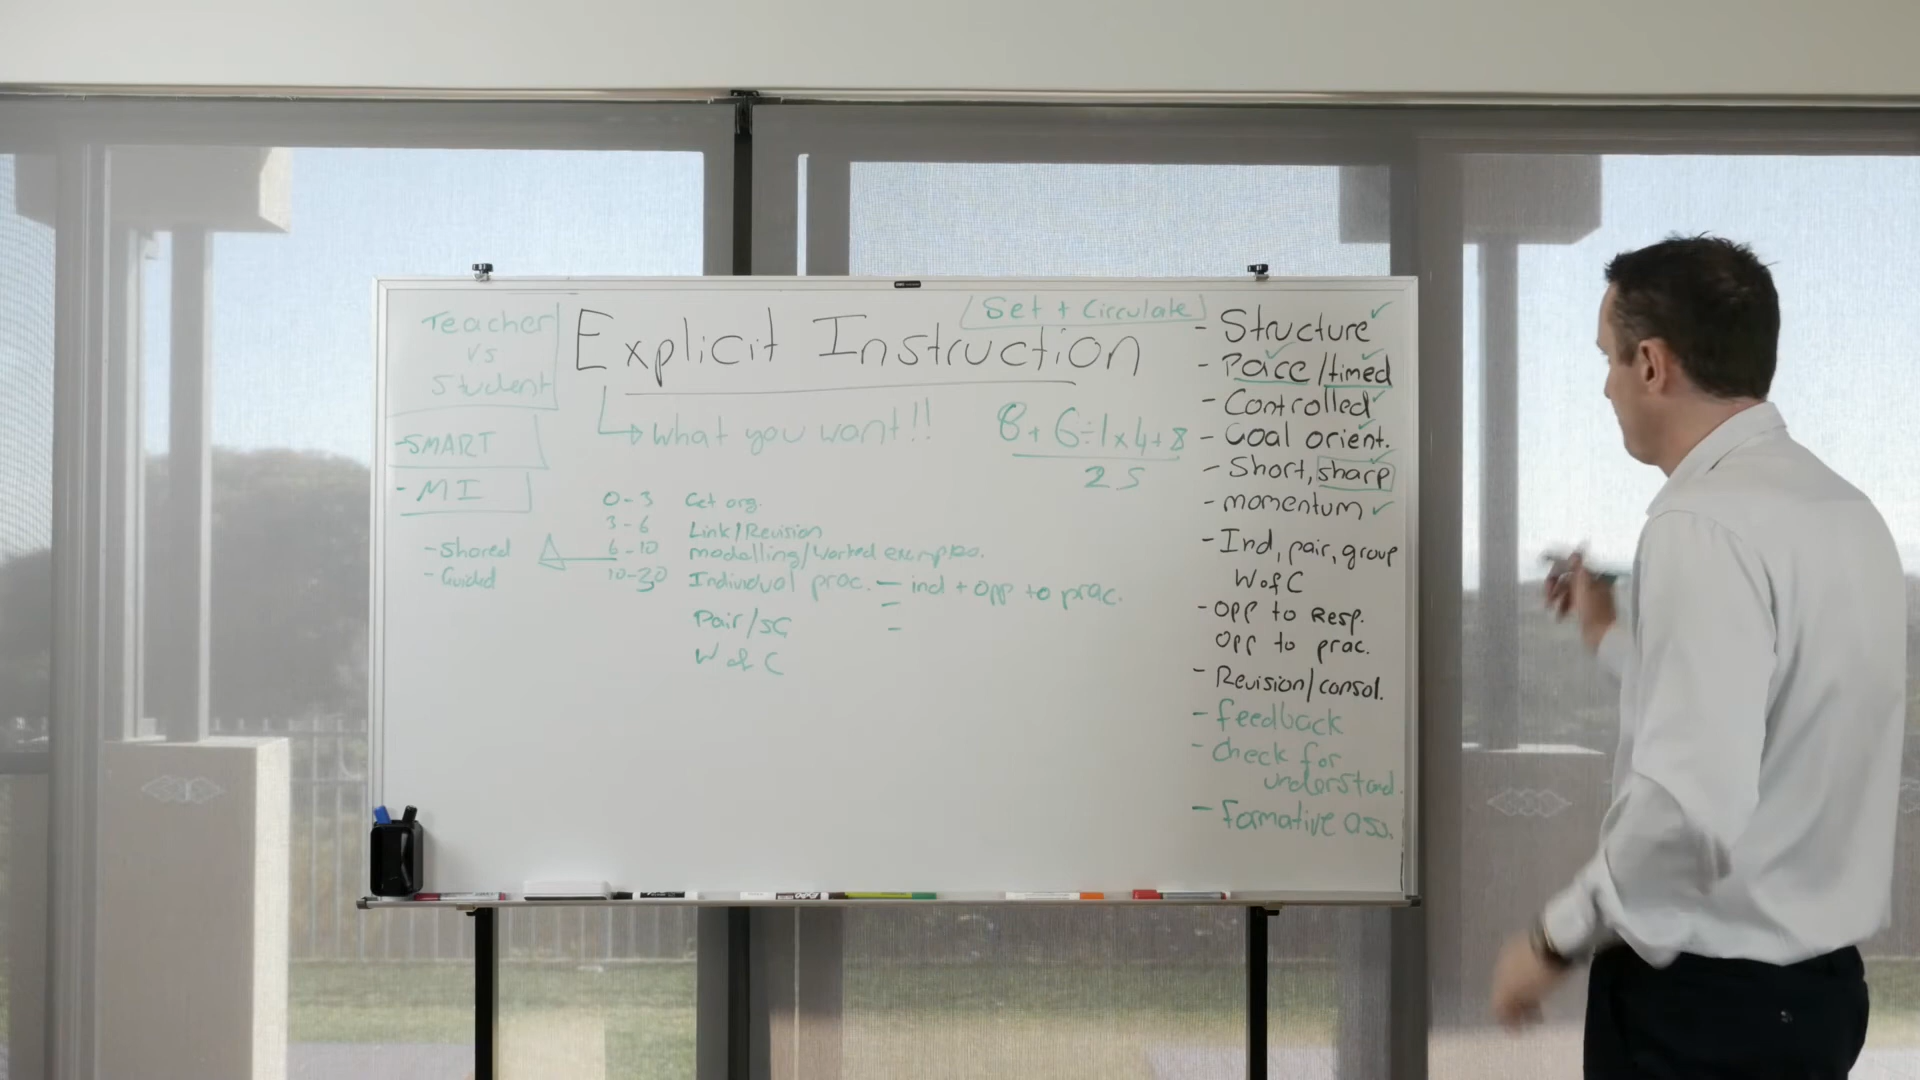 Teacher
vs
Student
-SMART
- MI
- Shared
- Guided
Set + Circulate
Explicit Instruction
what you want!!
8 + 6 ÷ 1 x 4 + 8
25
0 - 3 Get org.
3 - 6 Link/Revision
6 - 10 modelling/worked examples.
10-30 Individual prac. - ind + opp to prac.
-
Pair/SG -
W of C
- Structure ✓
- Pace/timed
- Controlled ✓
- Goal orient.
- Short, sharp
- momentum ✓
- Ind, pair, group
W of C
- opp to Resp.
opp to prac.
- Revision/consol.
- feedback
- Check for
understand.
- Formative ass.